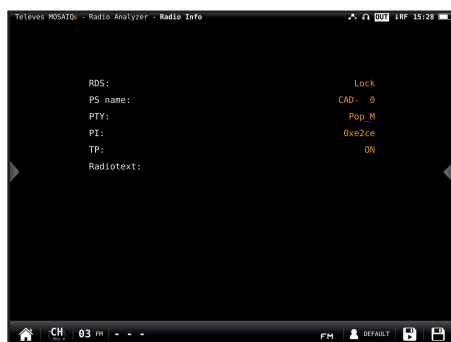 Televes MOSAIQ6 - Radio Analyzer - Radio Info OUT ↓RF 15:28
RDS: Lock
PS name: CAD- 0
PTY: Pop_M
PI: 0xe2ce
TP: ON
Radiotext:
CH 03 FM - - - FM DEFAULT